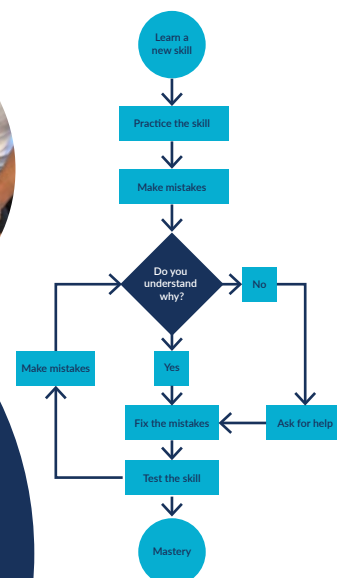 Learn a
new skill
Practice the skill
Make mistakes
Do you
understand
why?
No
Make mistakes
Yes
Fix the mistakes
Ask for help
Test the skill
Mastery